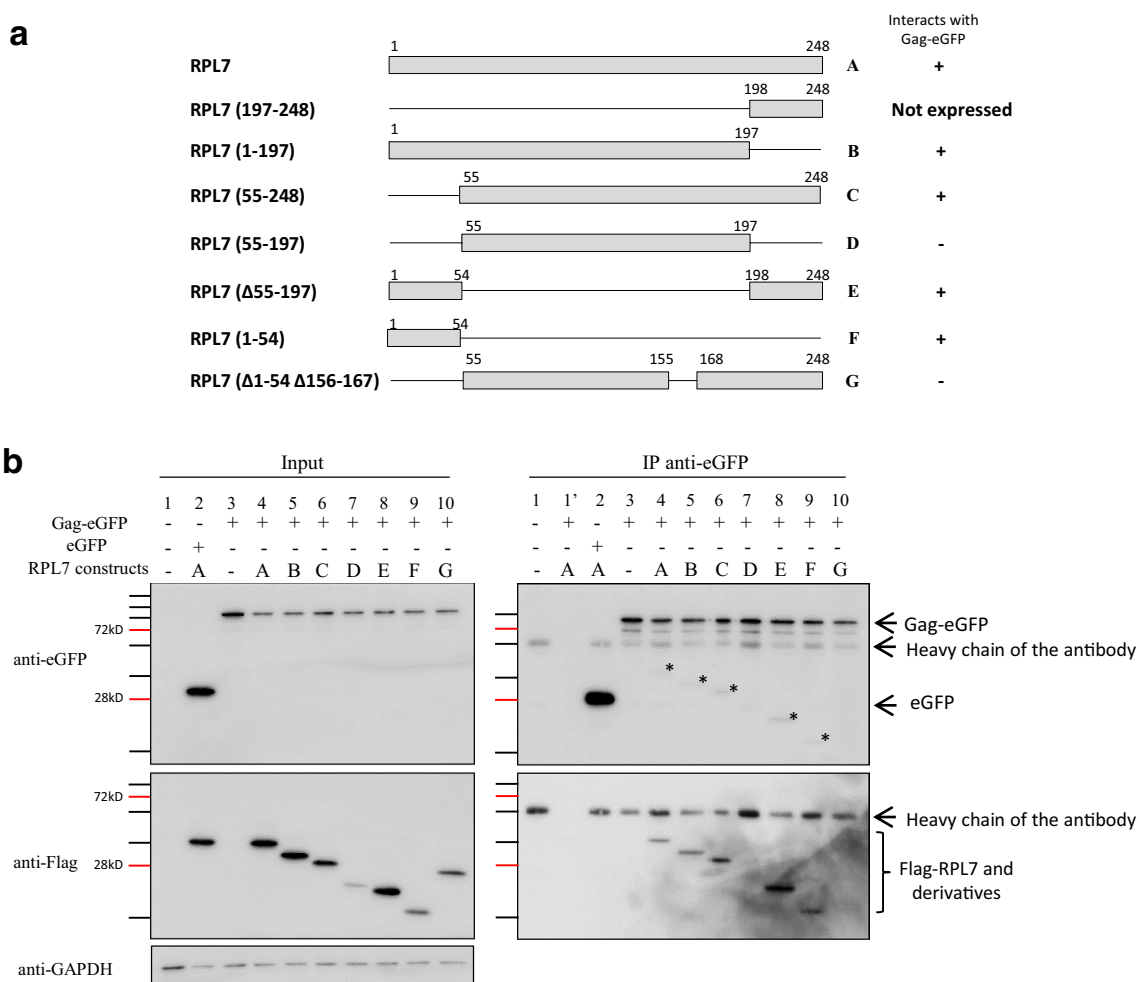 a
Interacts with
Gag-eGFP
1 248
RPL7 A +
198 248
RPL7 (197-248) Not expressed
1 197
RPL7 (1-197) B +
55 248
RPL7 (55-248) C +
55 197
RPL7 (55-197) D -
1 54 198 248
RPL7 (Δ55-197) E +
1 54
RPL7 (1-54) F +
55 155 168 248
RPL7 (Δ1-54 Δ156-167) G -
b
Input IP anti-eGFP
1 2 3 4 5 6 7 8 9 10 1 1' 2 3 4 5 6 7 8 9 10
Gag-eGFP - - + + + + + + + + - + - + + + + + + + +
eGFP - + - - - - - - - - - - + - - - - - - - -
RPL7 constructs - A - A B C D E F G - A A - A B C D E F G
72kD
anti-eGFP
28kD
Gag-eGFP
Heavy chain of the antibody
* * * * *
eGFP
72kD
anti-Flag
28kD
Heavy chain of the antibody
Flag-RPL7 and
derivatives
anti-GAPDH